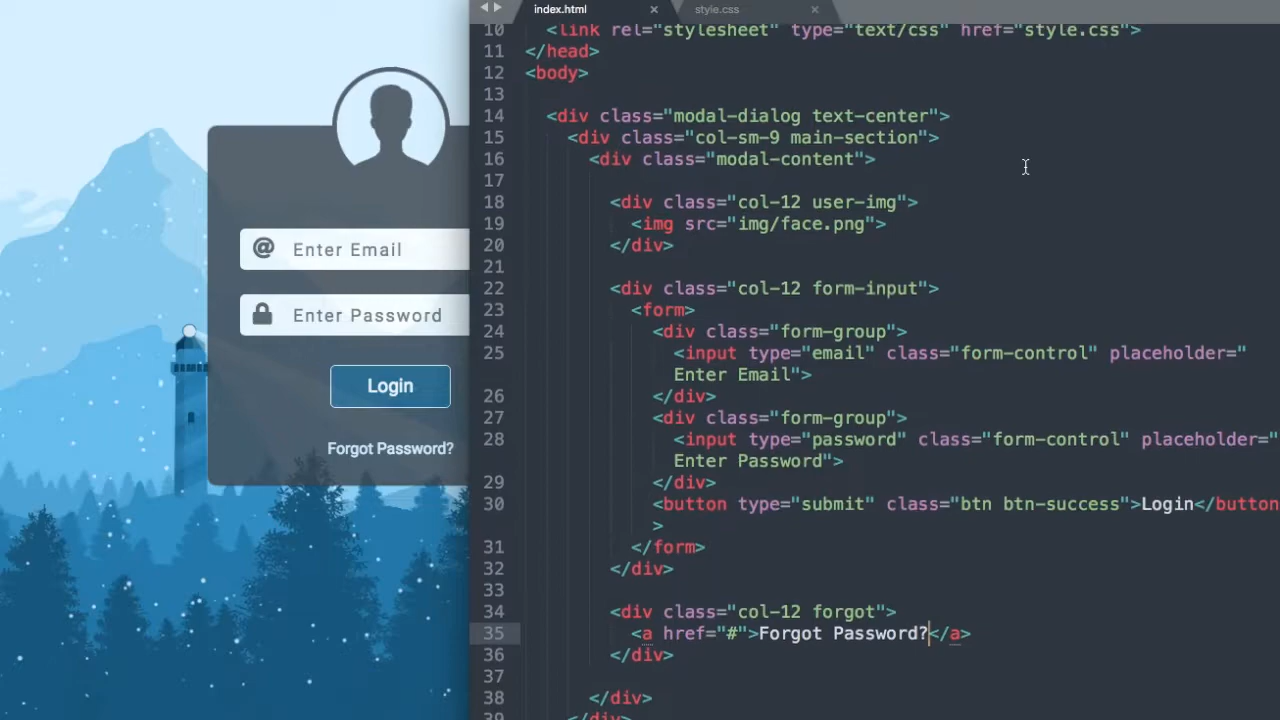 index.html
style.css
@ Enter Email
Enter Password
Login
Forgot Password?
10 <link rel="stylesheet" type="text/css" href="style.css">
11 </head>
12 <body>
13
14 <div class="modal-dialog text-center">
15 <div class="col-sm-9 main-section">
16 <div class="modal-content">
17
18 <div class="col-12 user-img">
19 <img src="img/face.png">
20 </div>
21
22 <div class="col-12 form-input">
23 <form>
24 <div class="form-group">
25 <input type="email" class="form-control" placeholder="
Enter Email">
26 </div>
27 <div class="form-group">
28 <input type="password" class="form-control" placeholder="
Enter Password">
29 </div>
30 <button type="submit" class="btn btn-success">Login</button
>
31 </form>
32 </div>
33
34 <div class="col-12 forgot">
35 <a href="#">Forgot Password?</a>
36 </div>
37
38 </div>
39 </div>